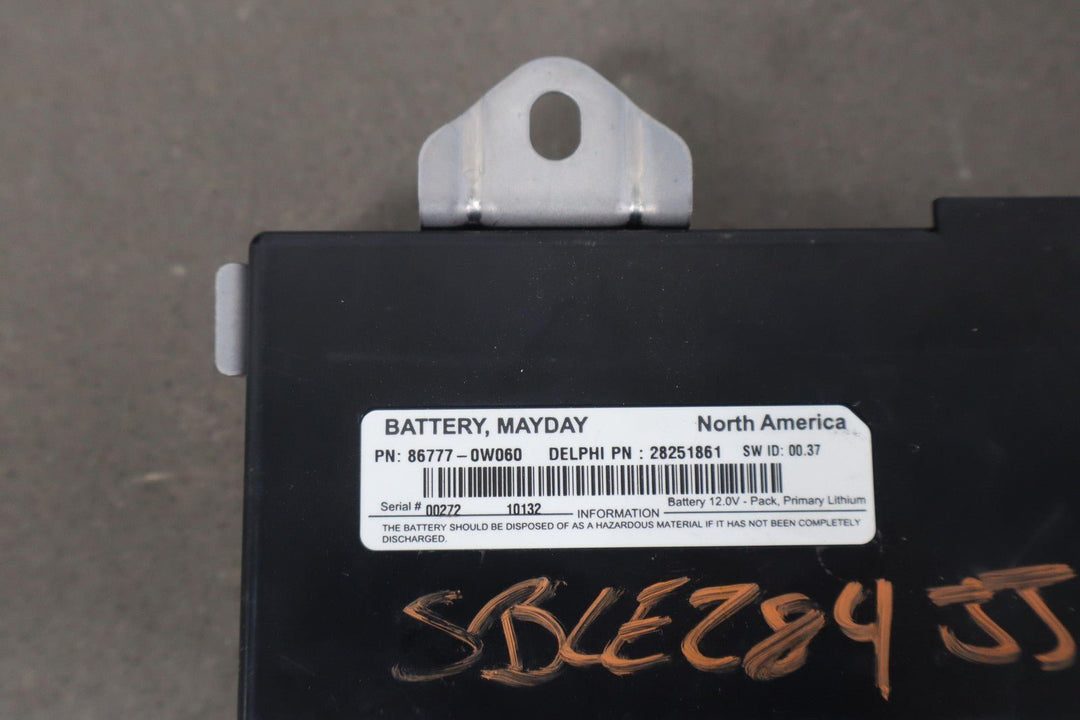 BATTERY, MAYDAY North America
PN: 86777-0W060 DELPHI PN : 28251861 SW ID: 00.37
Battery 12.0V - Pack, Primary Lithium
Serial # 00272 10132
INFORMATION
THE BATTERY SHOULD BE DISPOSED OF AS A HAZARDOUS MATERIAL IF IT HAS NOT BEEN COMPLETELY
DISCHARGED.
SBLE284 JJ